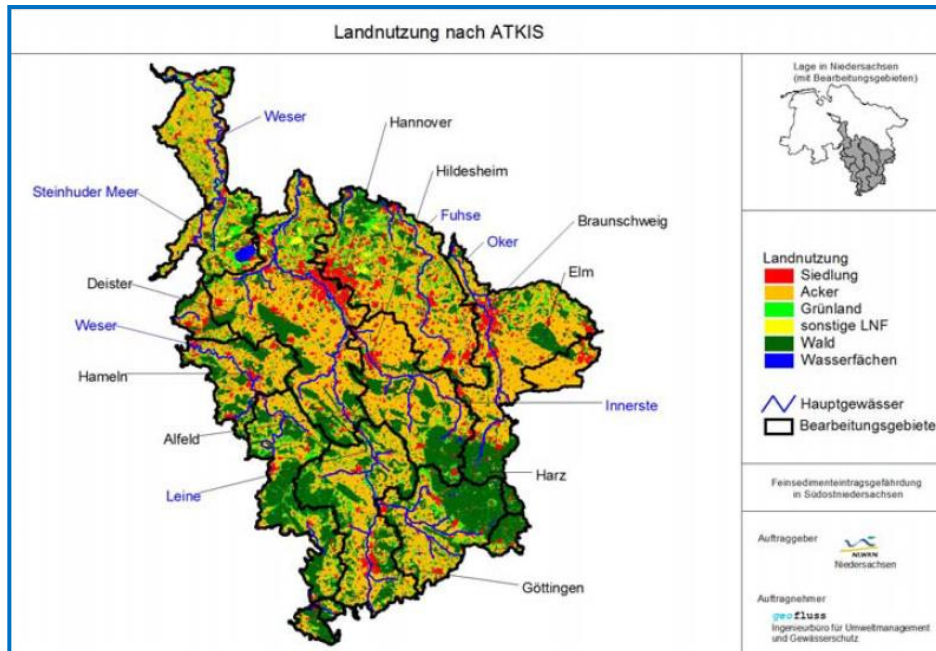 Landnutzung nach ATKIS
Weser
Hannover
Hildesheim
Steinhuder Meer
Fuhse
Braunschweig
Oker
Elm
Deister
Weser
Hameln
Innerste
Alfeld
Harz
Leine
Göttingen
Lage in Niedersachsen
(mit Bearbeitungsgebieten)
Landnutzung
Siedlung
Acker
Grünland
sonstige LNF
Wald
Wasserfächen
Hauptgewässer
Bearbeitungsgebiete
Feinsedimenteintragsgefährdung
in Südostniedersachsen
Auftraggeber
NLWKN
Niedersachsen
Auftragnehmer
geofluss
Ingenieurbüro für Umweltmanagement
und Gewässerschutz